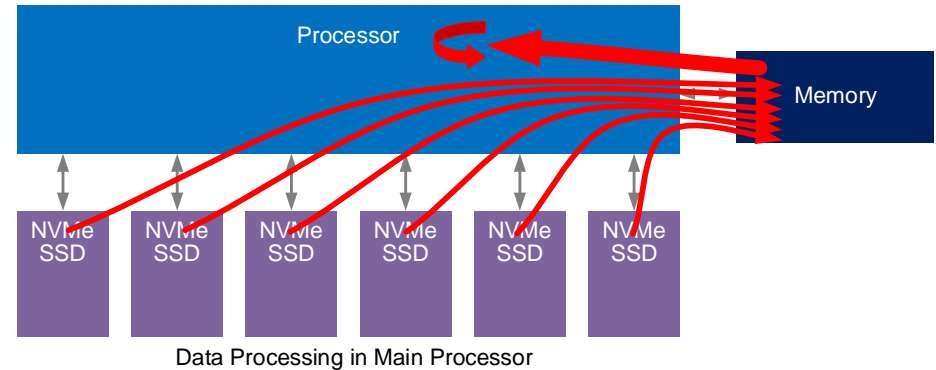 Processor
Memory
NVMe
SSD
NVMe
SSD
NVMe
SSD
NVMe
SSD
NVMe
SSD
NVMe
SSD
Data Processing in Main Processor